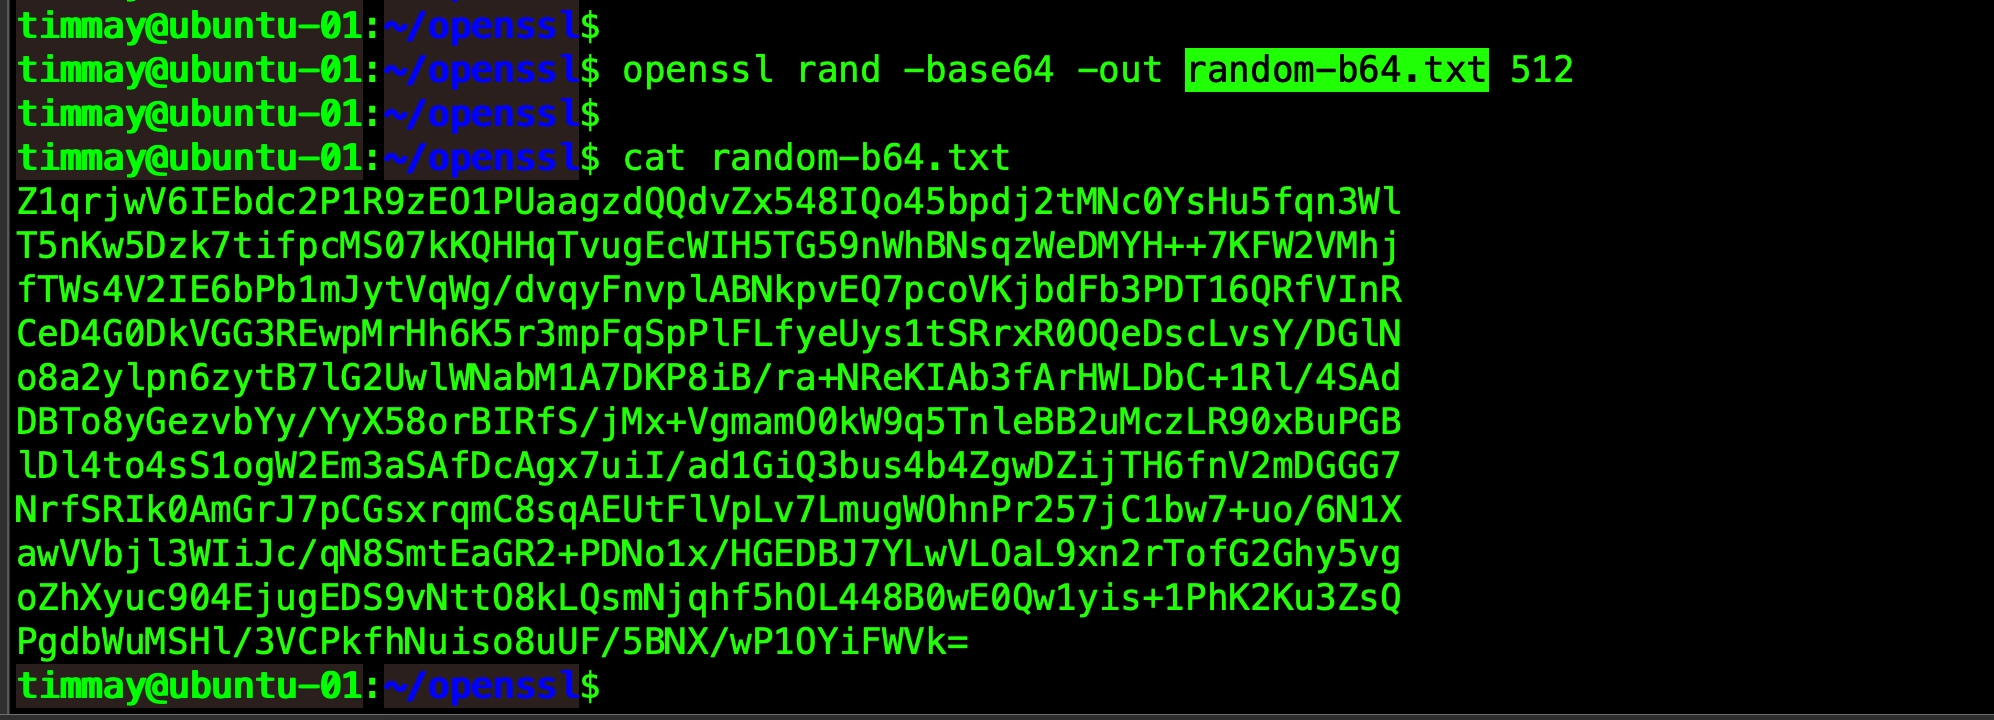 timmay@ubuntu-01:~/openssl$
timmay@ubuntu-01:~/openssl$ openssl rand -base64 -out random-b64.txt 512
timmay@ubuntu-01:~/openssl$
timmay@ubuntu-01:~/openssl$ cat random-b64.txt
Z1qrjwV6IEbdc2P1R9zEO1PUaagzdQQdvZx548IQo45bpdj2tMNc0YsHu5fqn3Wl
T5nKw5Dzk7tifpcMS07kKQHHqTvugEcWIH5TG59nWhBNsqzWeDMYH++7KFW2VMhj
fTWs4V2IE6bPb1mJytVqWg/dvqyFnvplABNkpvEQ7pcoVKjbdFb3PDT16QRfVInR
CeD4G0DkVGG3REwpMrHh6K5r3mpFqSpPlFLfyeUys1tSRrxR0OQeDscLvsY/DGlN
o8a2ylpn6zytB7lG2UwlWNabM1A7DKP8iB/ra+NReKIAb3fArHWLDbC+1Rl/4SAd
DBTo8yGezvbYy/YyX58orBIRfS/jMx+VgmamO0kW9q5TnleBB2uMczLR90xBuPGB
lDl4to4sS1ogW2Em3aSAfDcAgx7uiI/ad1GiQ3bus4b4ZgwDZijTH6fnV2mDGGG7
NrfSRIk0AmGrJ7pCGsxrqmC8sqAEUtFlVpLv7LmugWOhnPr257jC1bw7+uo/6N1X
awVVbjl3WIiJc/qN8SmtEaGR2+PDNo1x/HGEDBJ7YLwVLOaL9xn2rTofG2Ghy5vg
oZhXyuc904EjugEDS9vNttO8kLQsmNjqhf5hOL448B0wE0Qw1yis+1PhK2Ku3ZsQ
PgdbWuMSHl/3VCPkfhNuiso8uUF/5BNX/wP1OYiFWVk=
timmay@ubuntu-01:~/openssl$